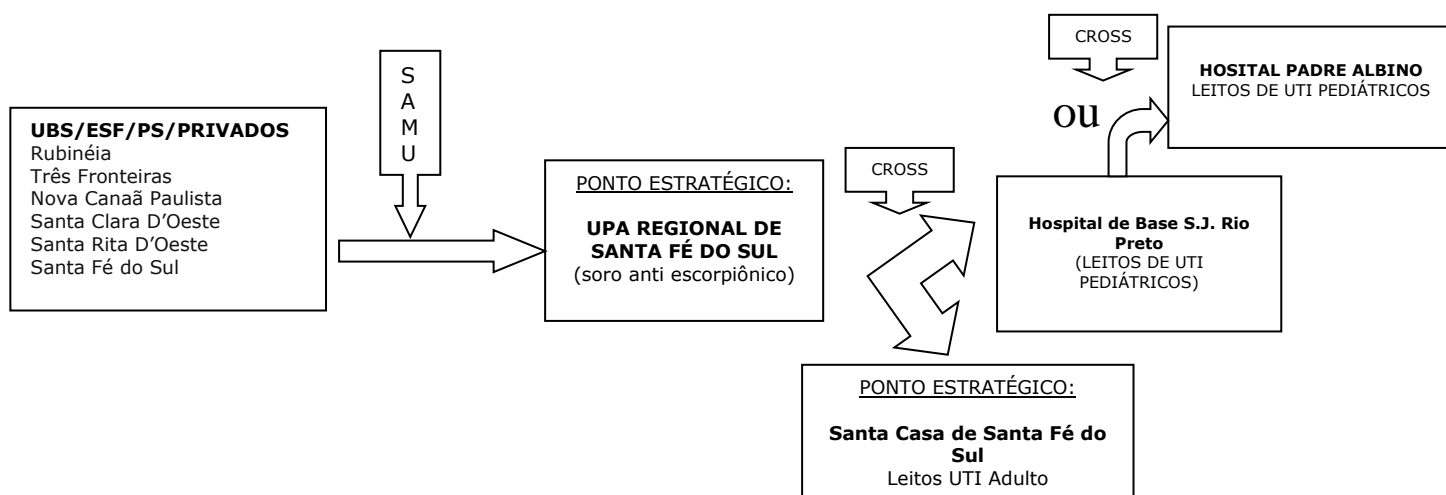 UBS/ESF/PS/PRIVADOS
Rubinéia
Três Fronteiras
Nova Canaã Paulista
Santa Clara D’Oeste
Santa Rita D’Oeste
Santa Fé do Sul
S
A
M
U
PONTO ESTRATÉGICO:
UPA REGIONAL DE
SANTA FÉ DO SUL
(soro anti escorpiônico)
CROSS
PONTO ESTRATÉGICO:
Santa Casa de Santa Fé do
Sul
Leitos UTI Adulto
Hospital de Base S.J. Rio
Preto
(LEITOS DE UTI
PEDIÁTRICOS)
CROSS
ou
HOSITAL PADRE ALBINO
LEITOS DE UTI PEDIÁTRICOS